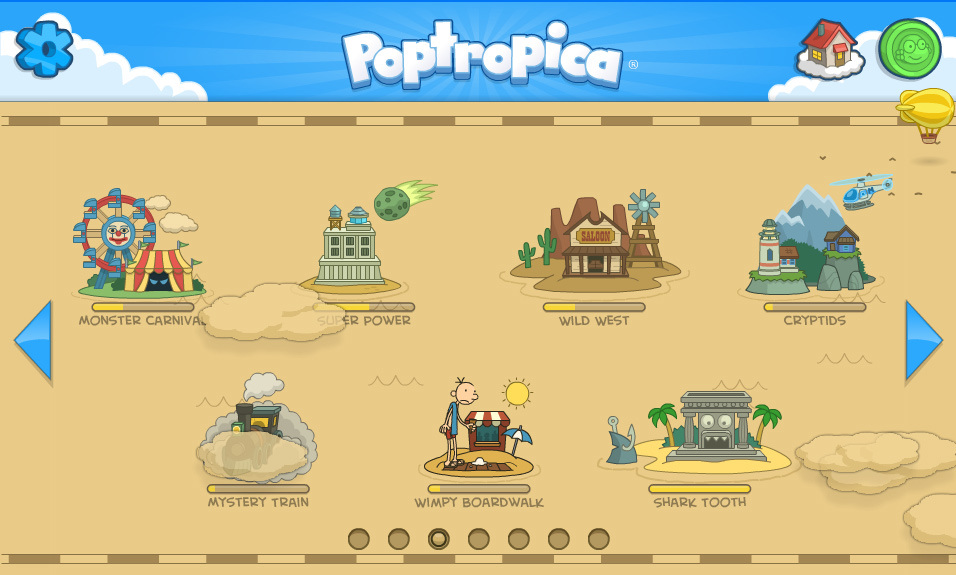 Poptropica ®
MONSTER CARNIVAL
SUPER POWER
SALOON
WILD WEST
CRYPTIDS
MYSTERY TRAIN
WIMPY BOARDWALK
SHARK TOOTH